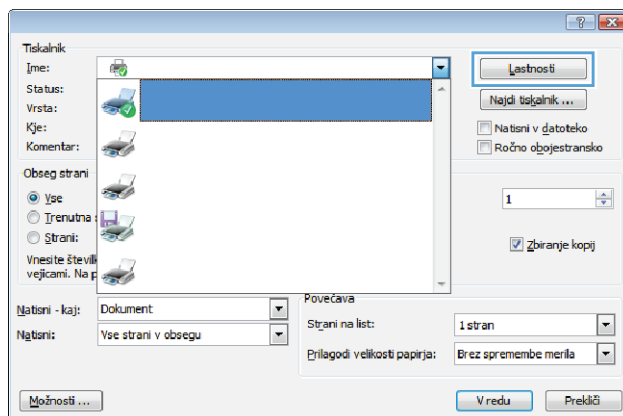 Tiskalnik
Ime:
Lastnosti
Status:
Najdi tiskalnik ...
Vrsta:
Kje:
Natisni v datoteko
Komentar:
Ročno obojestransko
Obseg strani
Vse
1
Trenutna
Strani:
Zbiranje kopij
Vnesite števil
vejicami. Na p
Natisni - kaj:
Dokument
Povečava
Natisni:
Vse strani v obsegu
Strani na list:
1 stran
Prilagodi velikosti papirja:
Brez spremembe merila
Možnosti ...
V redu
Prekliči